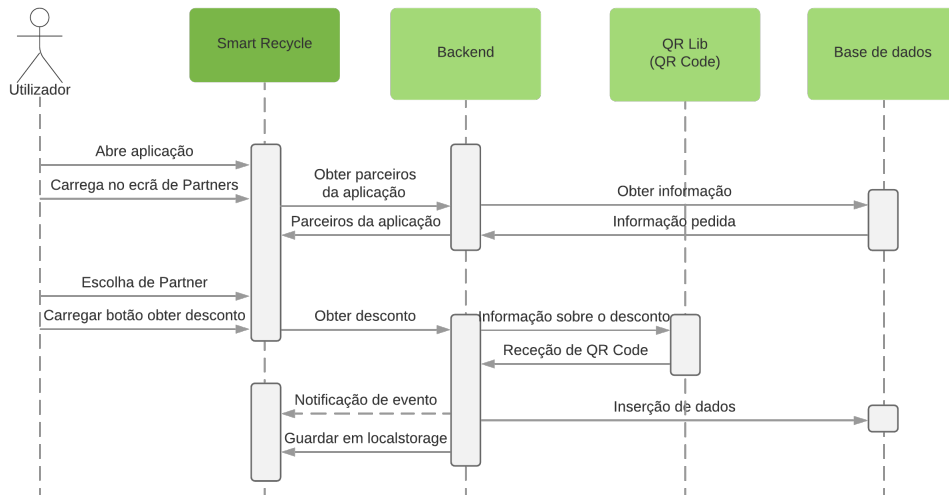 Smart Recycle
Backend
QR Lib
(QR Code)
Base de dados
Utilizador
Abre aplicação
Carrega no ecrã de Partners
Obter parceiros
da aplicação
Obter informação
Parceiros da aplicação
Informação pedida
Escolha de Partner
Carregar botão obter desconto
Obter desconto
Informação sobre o desconto
Receção de QR Code
Notificação de evento
Inserção de dados
Guardar em localstorage